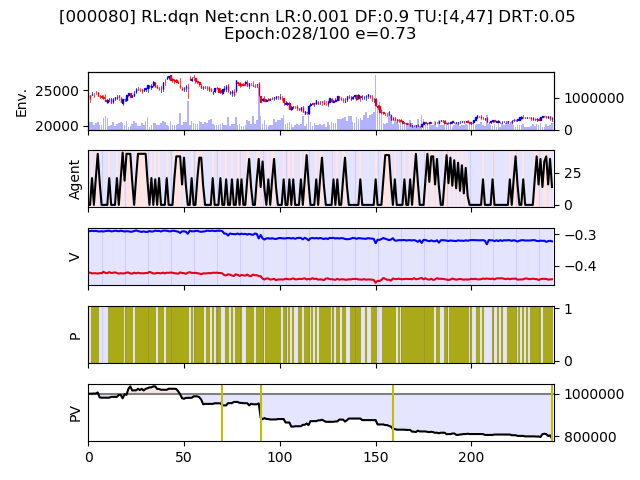 [000080] RL:dqn Net:cnn LR:0.001 DF:0.9 TU:[4,47] DRT:0.05
Epoch:028/100 e=0.73
Env.
25000
20000
1000000
0
Agent
25
0
V
−0.3
−0.4
P
1
0
PV
1000000
800000
0
50
100
150
200